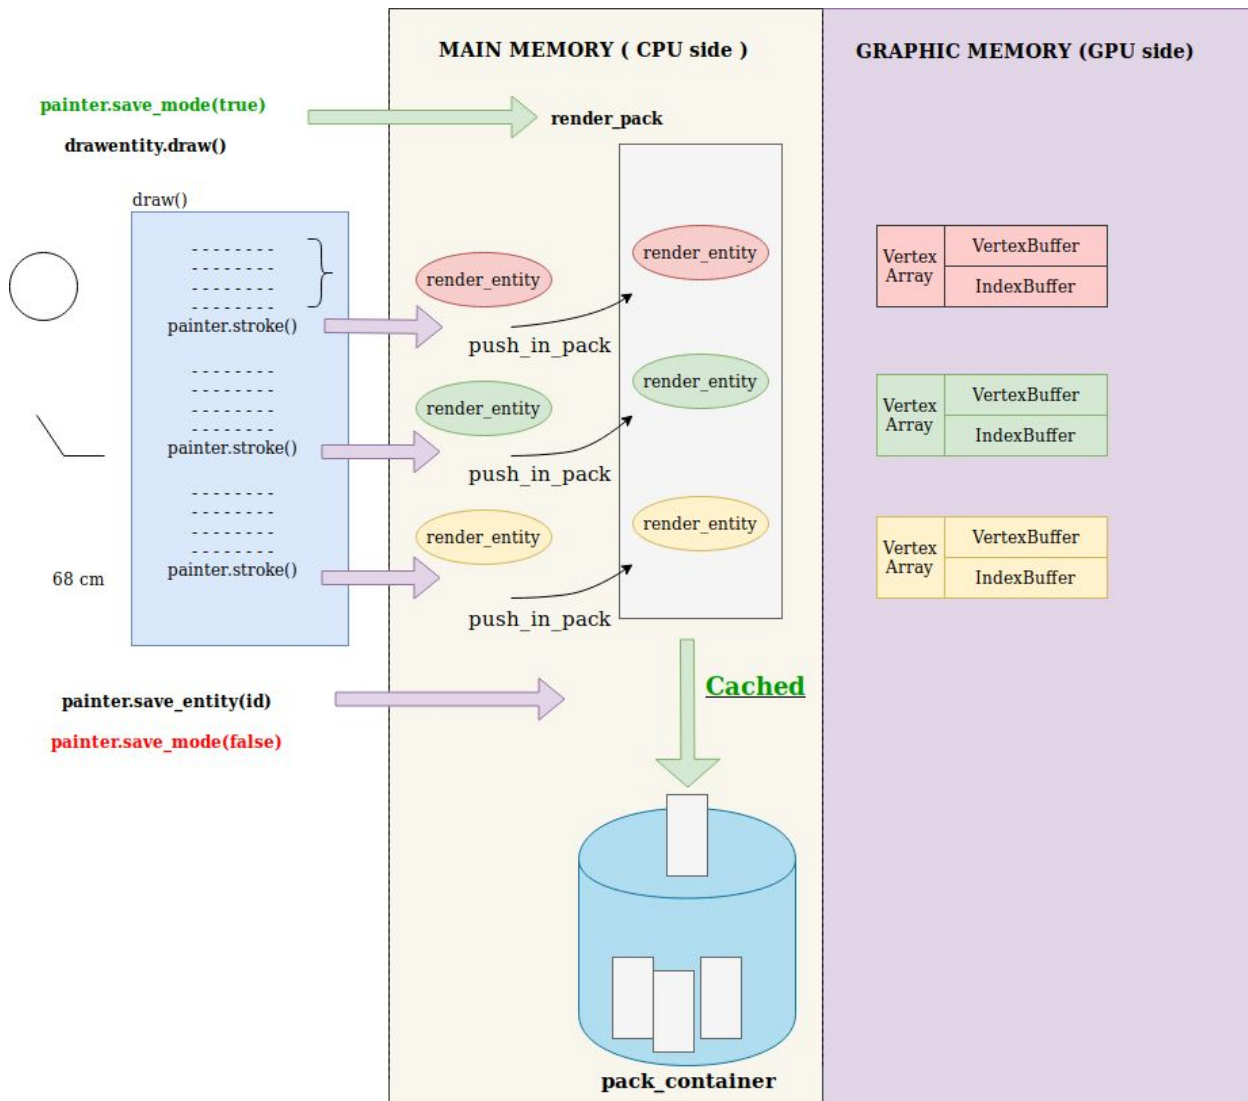 MAIN MEMORY ( CPU side )
GRAPHIC MEMORY (GPU side)
painter.save_mode(true)
drawentity.draw()
render_pack
draw()
painter.stroke()
painter.stroke()
painter.stroke()
68 cm
render_entity
push_in_pack
render_entity
push_in_pack
render_entity
push_in_pack
render_entity
render_entity
render_entity
Vertex
Array
VertexBuffer
IndexBuffer
Vertex
Array
VertexBuffer
IndexBuffer
Vertex
Array
VertexBuffer
IndexBuffer
painter.save_entity(id)
painter.save_mode(false)
Cached
pack_container